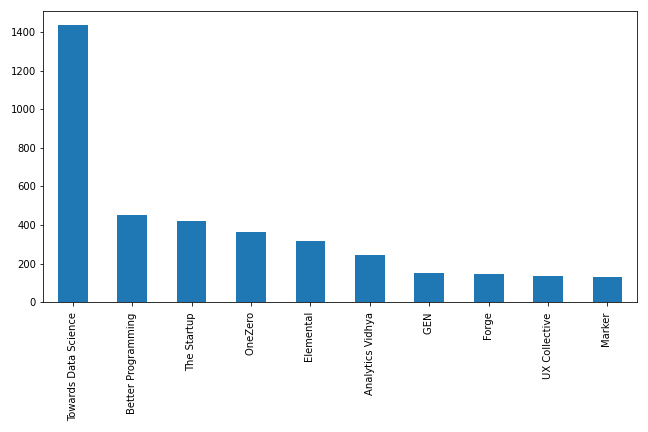 1400
1200
1000
800
600
400
200
0
Towards Data Science
Better Programming
The Startup
OneZero
Elemental
Analytics Vidhya
GEN
Forge
UX Collective
Marker